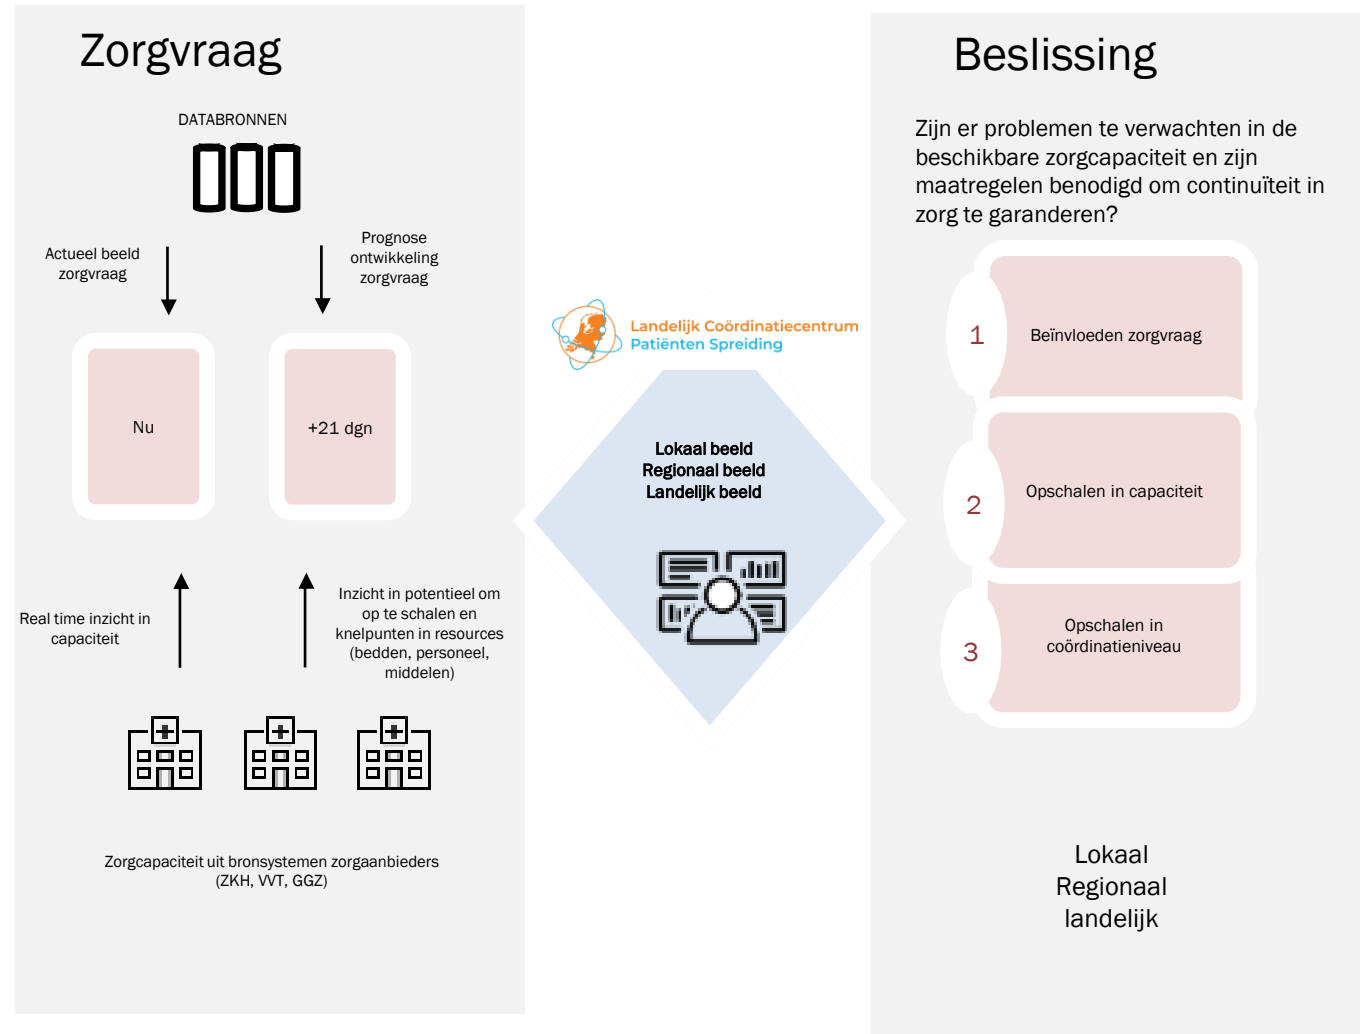 Zorgvraag
DATABRONNEN
Actueel beeld
zorgvraag
Prognose
ontwikkeling
zorgvraag
Nu
+21 dgn
Real time inzicht in
capaciteit
Inzicht in potentieel om
op te schalen en
knelpunten in resources
(bedden, personeel,
middelen)
Zorgcapaciteit uit bronsystemen zorgaanbieders
(ZKH, VVT, GGZ)
Landelijk Coördinatiecentrum
Patiënten Spreiding
Lokaal beeld
Regionaal beeld
Landelijk beeld
Beslissing
Zijn er problemen te verwachten in de
beschikbare zorgcapaciteit en zijn
maatregelen benodigd om continuïteit in
zorg te garanderen?
1
Beïnvloeden zorgvraag
2
Opschalen in capaciteit
3
Opschalen in
coördinatieniveau
Lokaal
Regionaal
landelijk